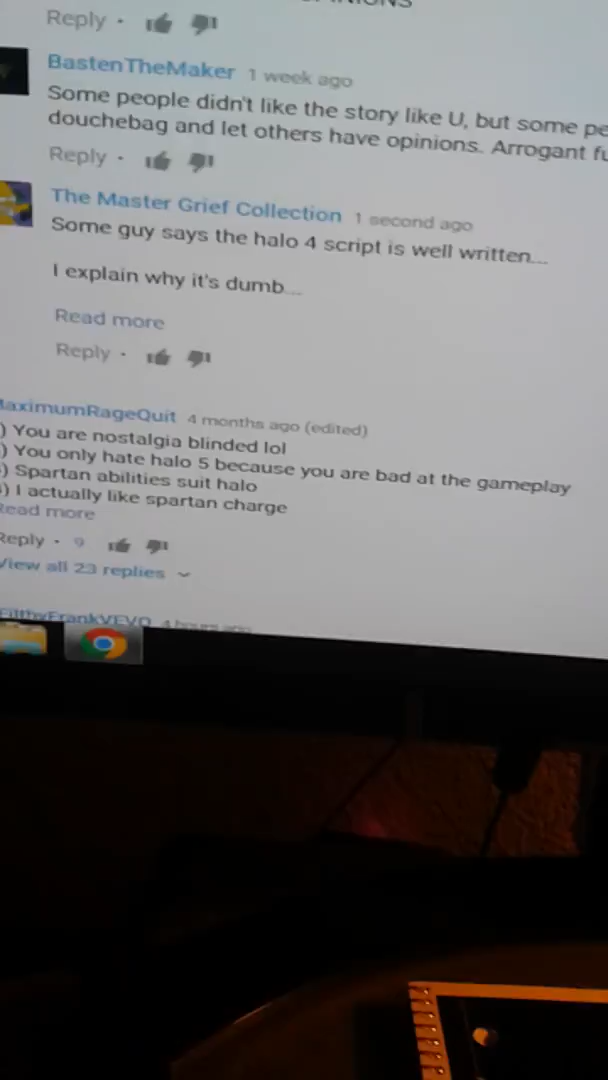 Reply
BastenTheMaker 1 week ago
Some people didn't like the story like U, but some pe
douchebag and let others have opinions. Arrogant fu
Reply
The Master Grief Collection 1 second ago
Some guy says the halo 4 script is well written...
I explain why it's dumb...
Read more
Reply
MaximumRageQuit 4 months ago (edited)
) You are nostalgia blinded lol
) You only hate halo 5 because you are bad at the gameplay
) Spartan abilities suit halo
) I actually like spartan charge
Read more
Reply · 9
View all 23 replies
FilthyFrankVEVO 4 hours ago